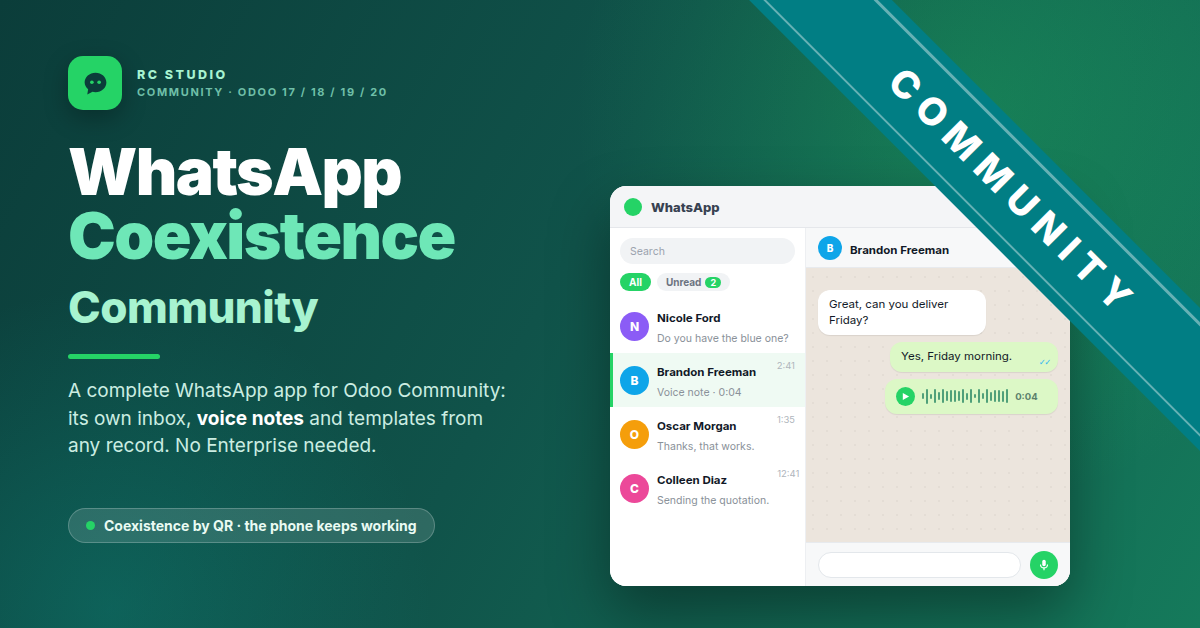 RC STUDIO
COMMUNITY · ODOO 17 / 18 / 19 / 20
WhatsApp
Coexistence
Community
A complete WhatsApp app for Odoo Community:
its own inbox, voice notes and templates from
any record. No Enterprise needed.
Coexistence by QR · the phone keeps working
COMMUNITY
WhatsApp
Search
All
Unread 2
Nicole Ford
Do you have the blue one?
Brandon Freeman
2:41
Voice note · 0:04
Oscar Morgan
1:35
Thanks, that works.
Colleen Diaz
12:41
Sending the quotation.
B
Brandon Freeman
Great, can you deliver
Friday?
Yes, Friday morning.
0:04
N
B
O
C